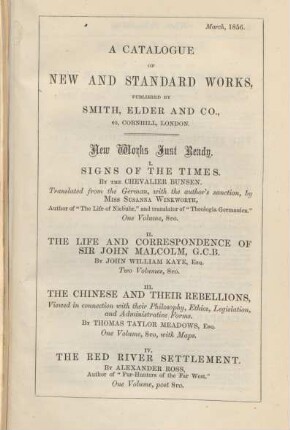 March, 1856.
A CATALOGUE
OF
NEW AND STANDARD WORKS,
PUBLISHED BY
SMITH, ELDER AND CO.,
65, CORNHILL, LONDON.
New Works Just Ready.
I.
SIGNS OF THE TIMES.
BY THE CHEVALIER BUNSEN.
Translated from the German, with the author's sanction, by
MISS SUSANNA WINKWORTH,
Author of "The Life of Niebuhr," and translator of "Theologia Germanica."
One Volume, 8vo.
II.
THE LIFE AND CORRESPONDENCE OF
SIR JOHN MALCOLM, G.C.B.
BY JOHN WILLIAM KAYE, ESQ.
Two Volumes, 8vo.
III.
THE CHINESE AND THEIR REBELLIONS,
Viewed in connection with their Philosophy, Ethics, Legislation,
and Administrative Forms.
BY THOMAS TAYLOR MEADOWS, ESQ.
One Volume, 8vo, with Maps.
IV.
THE RED RIVER SETTLEMENT.
BY ALEXANDER ROSS,
Author of "Fur-Hunters of the Far West."
One Volume, post 8vo.